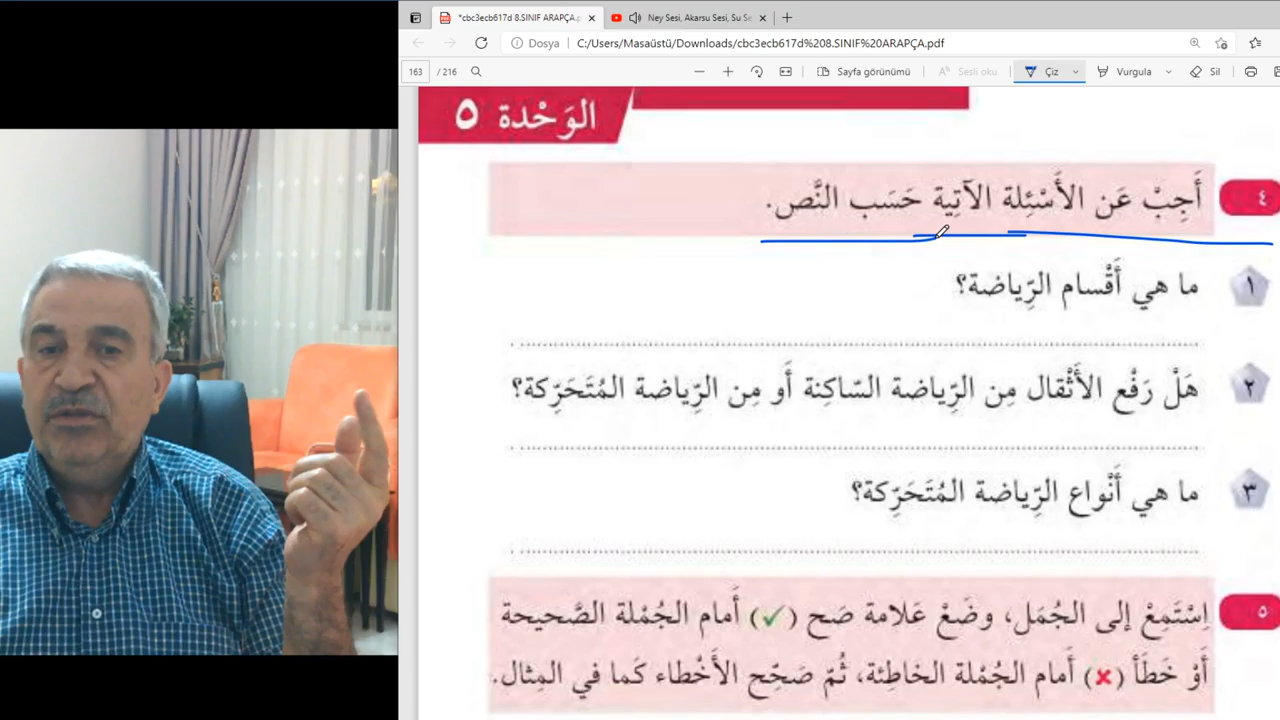 *cbc3ecb617d 8.SINIF ARAPÇA.p
Ney Sesi, Akarsu Sesi, Su Se
Dosya
C:/Users/Masaüstü/Downloads/cbc3ecb617d%208.SINIF%20ARAPÇA.pdf
163 / 216
Sayfa görünümü
Sesli oku
Çiz
Vurgula
Sil
الوَحْدة ٥
٤ أَجِبْ عَن الأَسْئِلة الآتِية حَسَب النَّص.
١ ما هي أَقْسام الرِّياضة؟
٢ هَلْ رَفْع الأَثْقال مِن الرِّياضة السّاكِنة أَو مِن الرِّياضة المُتَحَرِّكة؟
٣ ما هي أَنْواع الرِّياضة المُتَحَرِّكة؟
٥ اِسْتَمِعْ إلى الجُمَل، وضَعْ عَلامة صَح (✓) أَمام الجُمْلة الصَّحيحة
أَوْ خَطَأ (✗) أَمام الجُمْلة الخاطِئة، ثُمّ صَحِّح الأَخْطاء كَما في المِثال.